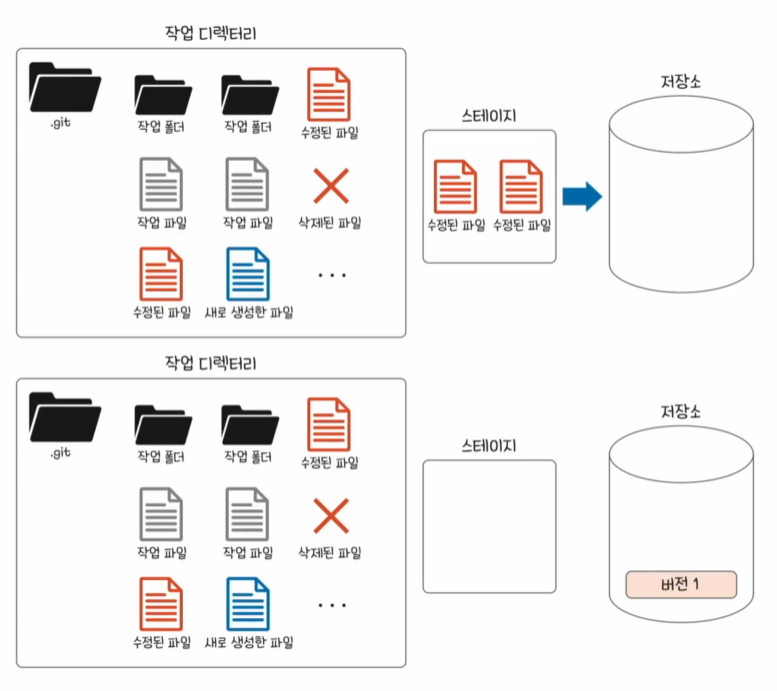 작업 디렉터리
.git
작업 폴더
작업 폴더
수정된 파일
작업 파일
작업 파일
삭제된 파일
수정된 파일
새로 생성한 파일
...
스테이지
수정된 파일
수정된 파일
저장소
작업 디렉터리
.git
작업 폴더
작업 폴더
수정된 파일
작업 파일
작업 파일
삭제된 파일
수정된 파일
새로 생성한 파일
...
스테이지
저장소
버전 1